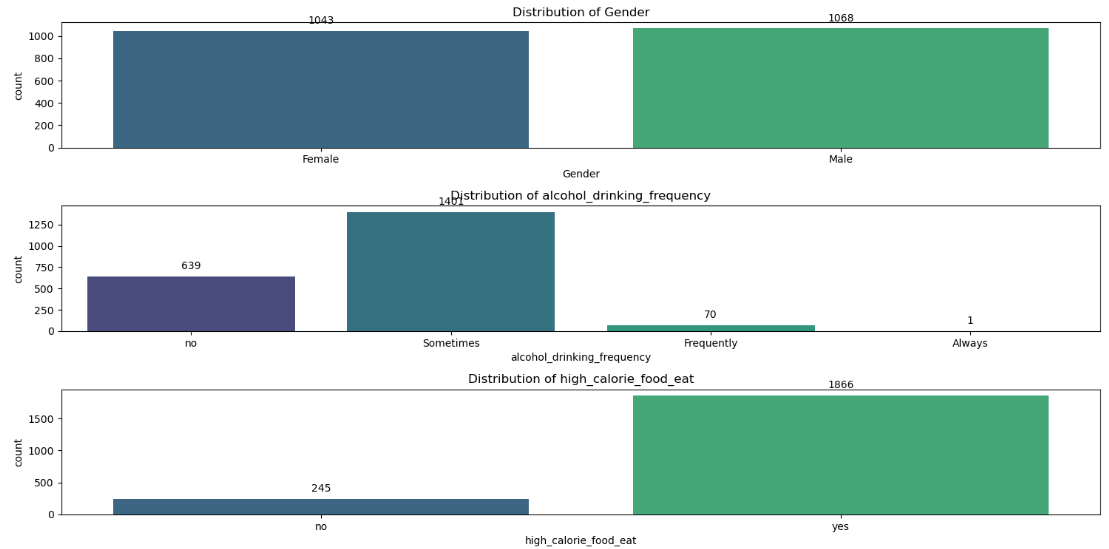 Distribution of Gender
1043
1068
1000
800
600
400
200
0
count
Female
Male
Gender
Distribution of alcohol_drinking_frequency
1401
1250
1000
750
500
250
0
count
639
70
1
no
Sometimes
Frequently
Always
alcohol_drinking_frequency
Distribution of high_calorie_food_eat
1866
1500
1000
500
0
count
245
no
yes
high_calorie_food_eat